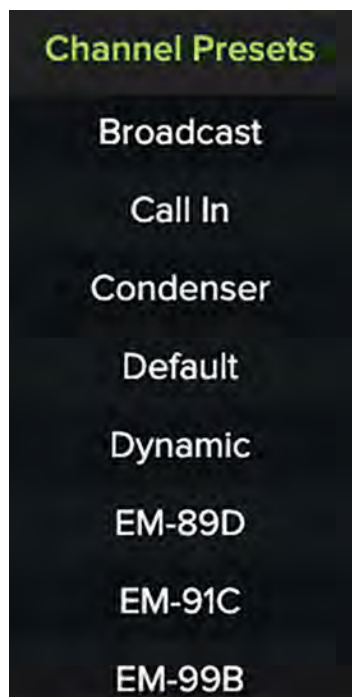 Channel Presets
Broadcast
Call In
Condenser
Default
Dynamic
EM-89D
EM-91C
EM-99B